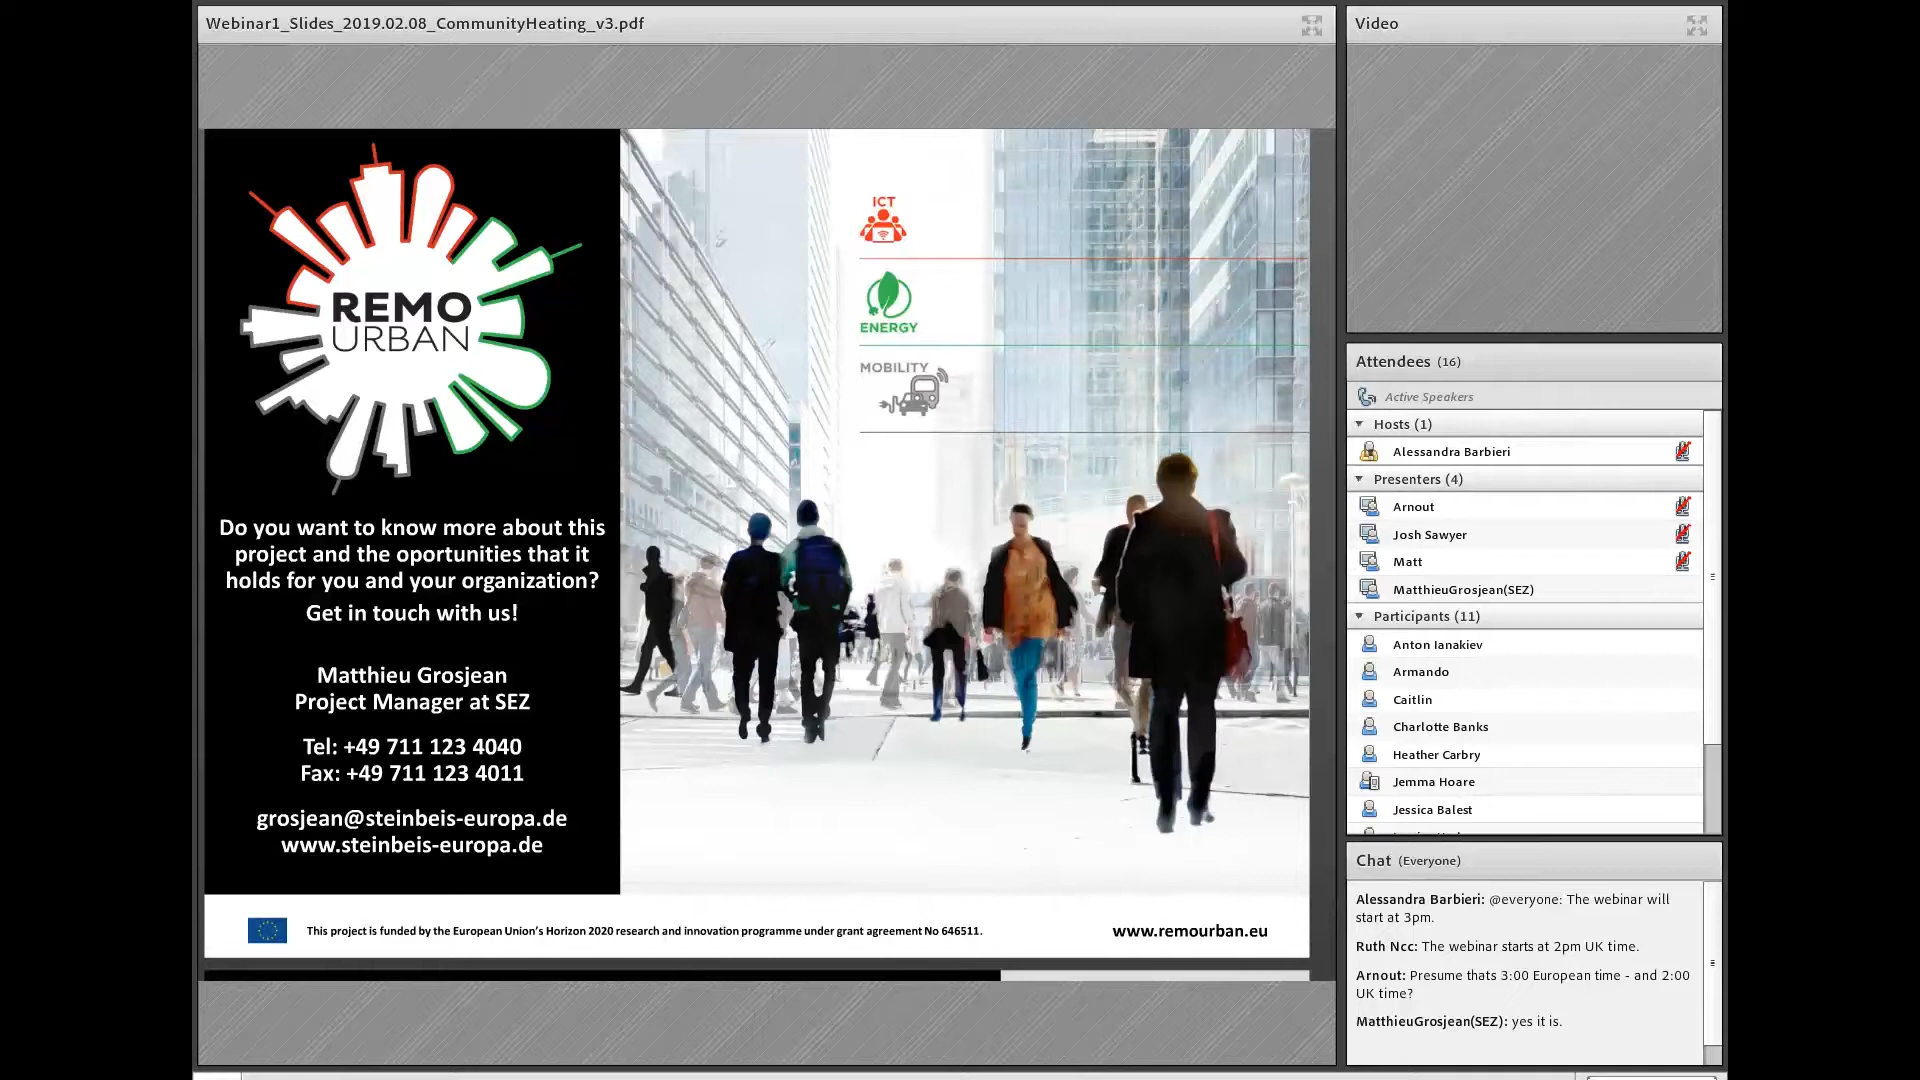 Webinar1_Slides_2019.02.08_CommunityHeating_v3.pdf
REMO
URBAN
Do you want to know more about this
project and the oportunities that it
holds for you and your organization?
Get in touch with us!
Matthieu Grosjean
Project Manager at SEZ
Tel: +49 711 123 4040
Fax: +49 711 123 4011
grosjean@steinbeis-europa.de
www.steinbeis-europa.de
ICT
ENERGY
MOBILITY
This project is funded by the European Union's Horizon 2020 research and innovation programme under grant agreement No 646511.
www.remourban.eu
Video
Attendees (16)
Active Speakers
Hosts (1)
Alessandra Barbieri
Presenters (4)
Arnout
Josh Sawyer
Matt
MatthieuGrosjean(SEZ)
Participants (11)
Anton Ianakiev
Armando
Caitlin
Charlotte Banks
Heather Carbry
Jemma Hoare
Jessica Balest
Chat (Everyone)
Alessandra Barbieri: @everyone: The webinar will
start at 3pm.
Ruth Ncc: The webinar starts at 2pm UK time.
Arnout: Presume thats 3:00 European time - and 2:00
UK time?
MatthieuGrosjean(SEZ): yes it is.